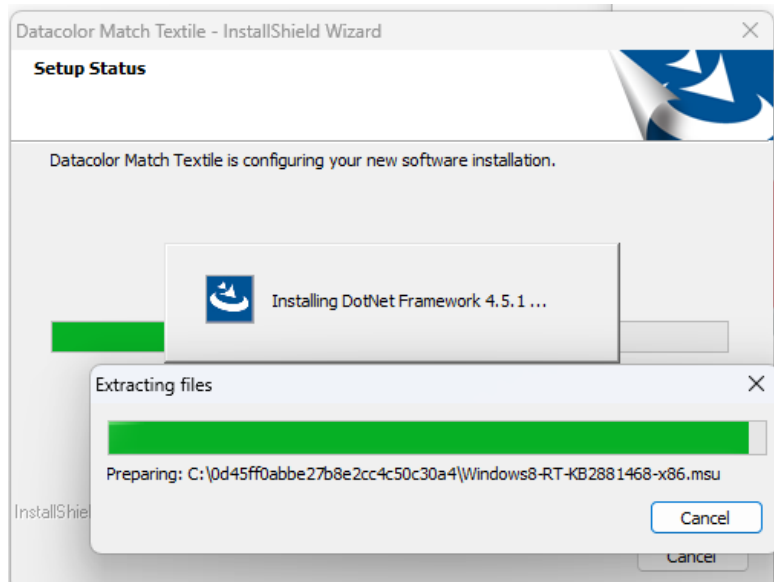 Datacolor Match Textile - InstallShield Wizard
Setup Status
Datacolor Match Textile is configuring your new software installation.
Installing DotNet Framework 4.5.1 ...
Extracting files
Preparing: C:\0d45ff0abbe27b8e2cc4c50c30a4\Windows8-RT-KB2881468-x86.msu
InstallShie
Cancel
Cancel